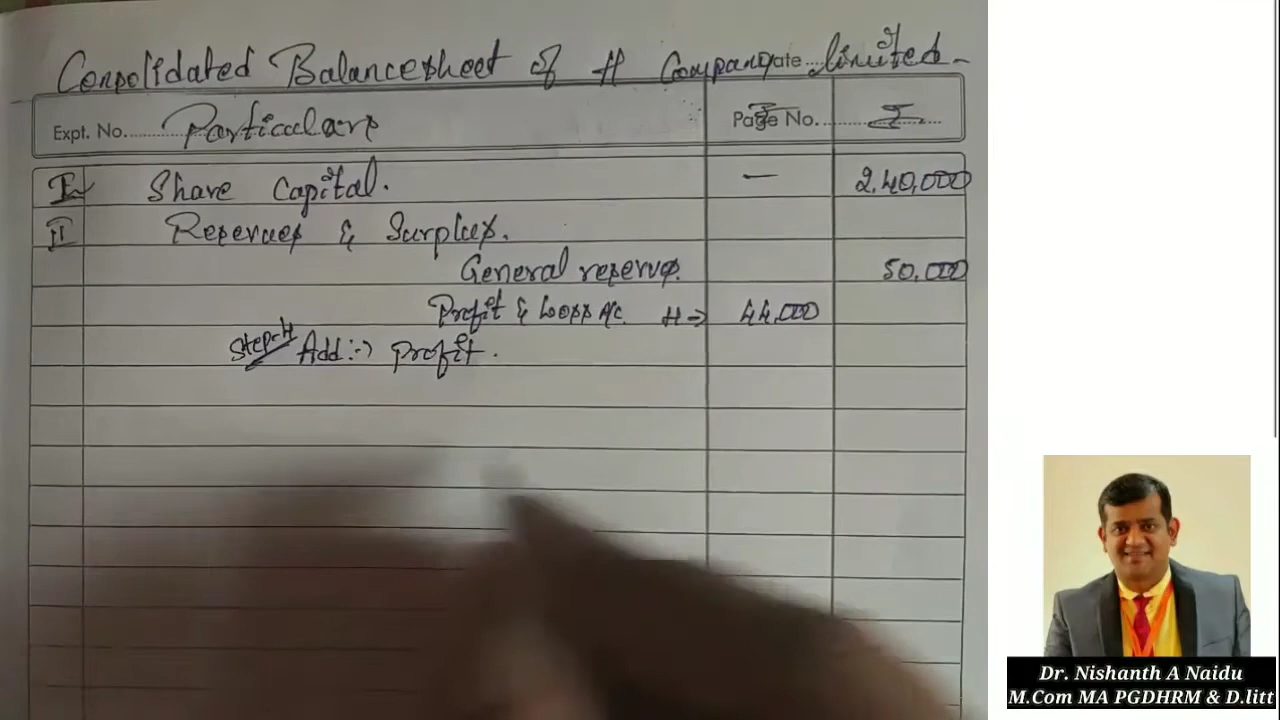 Consolidated Balancesheet of H Company limited.
Expt. No. Particulars Page No. ₹ ₹
I Share Capital. — 2,40,000
II Reserves & Surplus.
General reserve. 50,000
Profit & Loss A/c. H-> 44,000
Step-4 Add:-> Profit.
Dr. Nishanth A Naidu
M.Com MA PGDHRM & D.litt